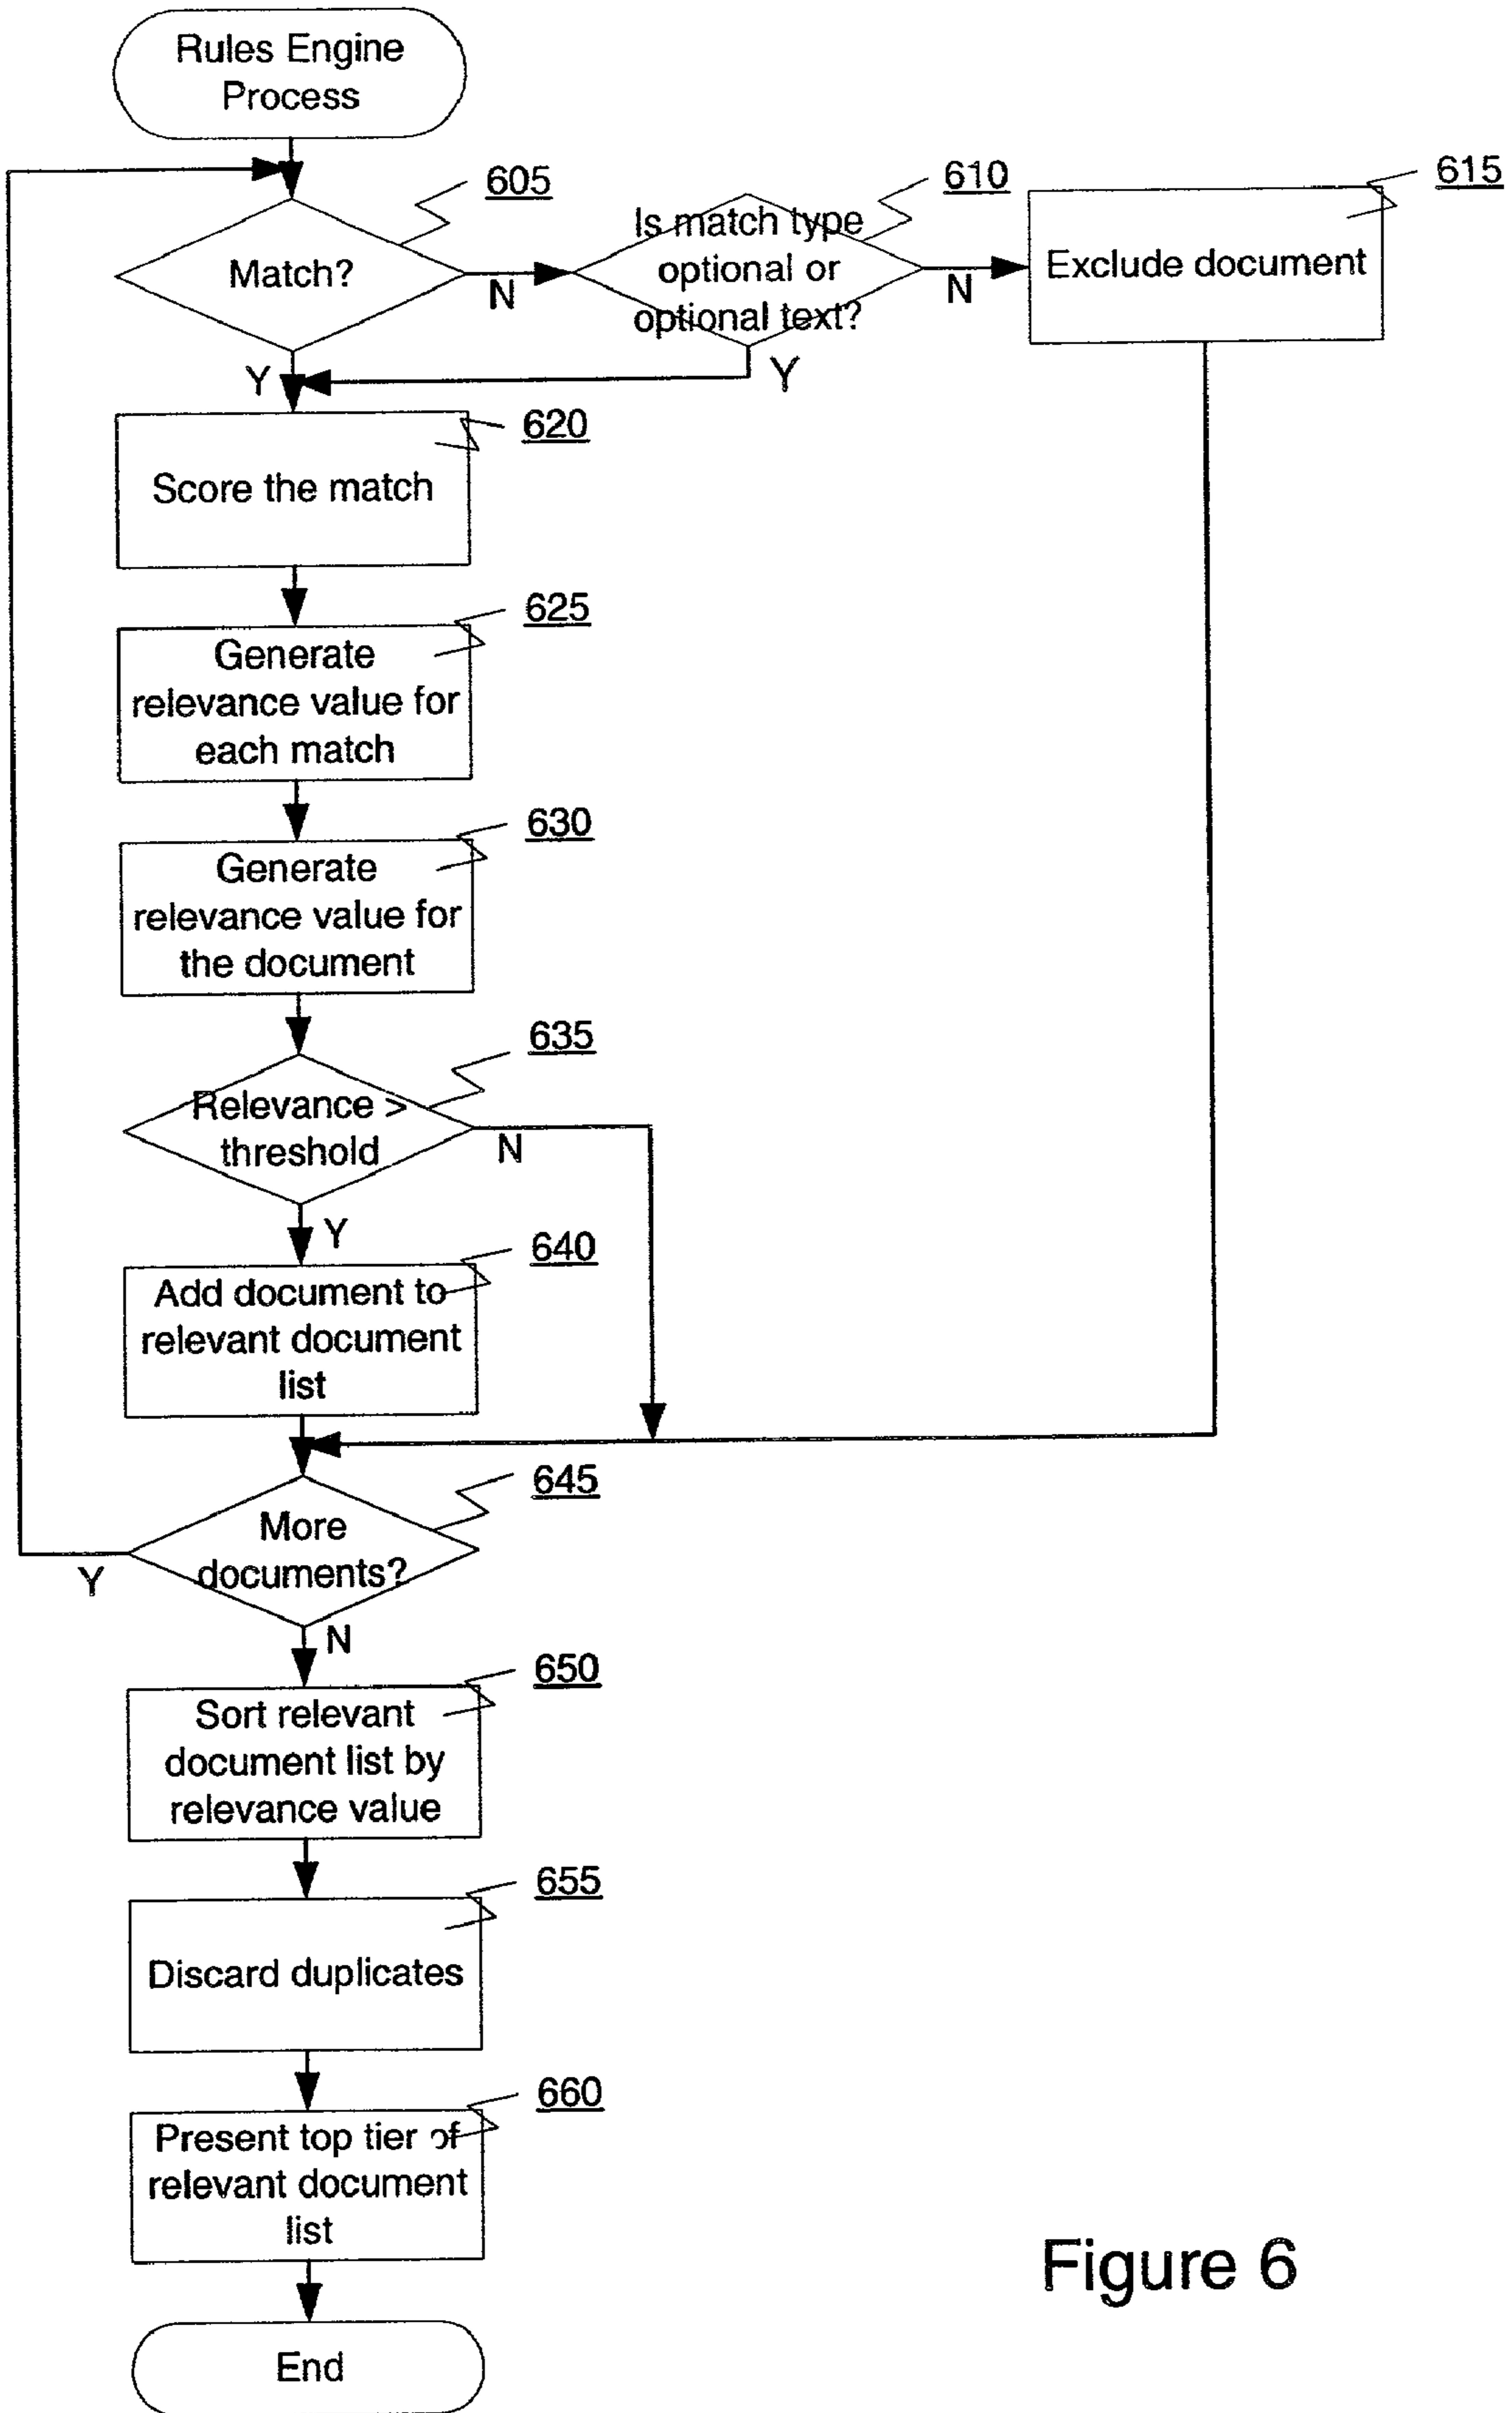 Rules Engine
Process
605
610
615
Match?
Is match type
optional or
optional text?
Exclude document
N
N
Y
Y
620
Score the match
625
Generate
relevance value for
each match
630
Generate
relevance value for
the document
635
Relevance >
threshold
N
Y
640
Add document to
relevant document
list
645
More
documents?
Y
N
650
Sort relevant
document list by
relevance value
655
Discard duplicates
660
Present top tier of
relevant document
list
Figure 6
End